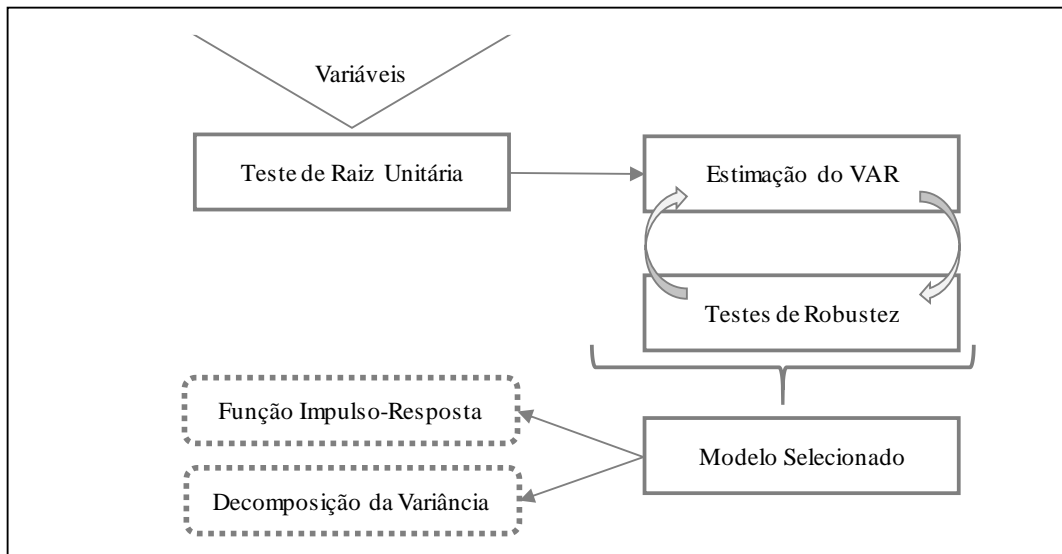 Variáveis
Teste de Raiz Unitária
Estimação do VAR
Testes de Robustez
Modelo Selecionado
Função Impulso-Resposta
Decomposição da Variância